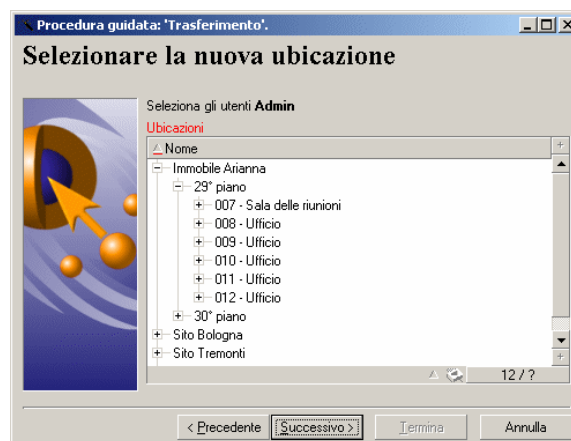 Procedura guidata: 'Trasferimento'.
Selezionare la nuova ubicazione
Seleziona gli utenti Admin
Ubicazioni
Nome
Immobile Arianna
29° piano
007 - Sala delle riunioni
008 - Ufficio
009 - Ufficio
010 - Ufficio
011 - Ufficio
012 - Ufficio
30° piano
Sito Bologna
Sito Tremonti
12 / ?
< Precedente Successivo > Termina Annulla